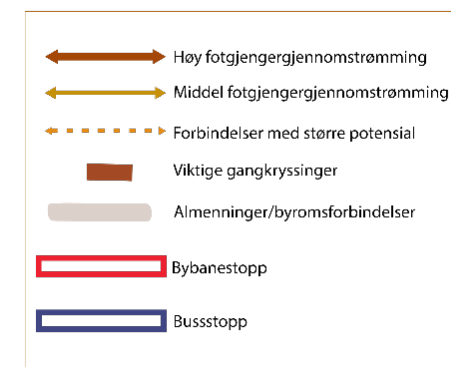 Høy fotgjengergjennomstrømming
Middel fotgjengergjennomstrømming
Forbindelser med større potensial
Viktige gangkryssinger
Almenninger/byromsforbindelser
Bybanestopp
Bussstopp